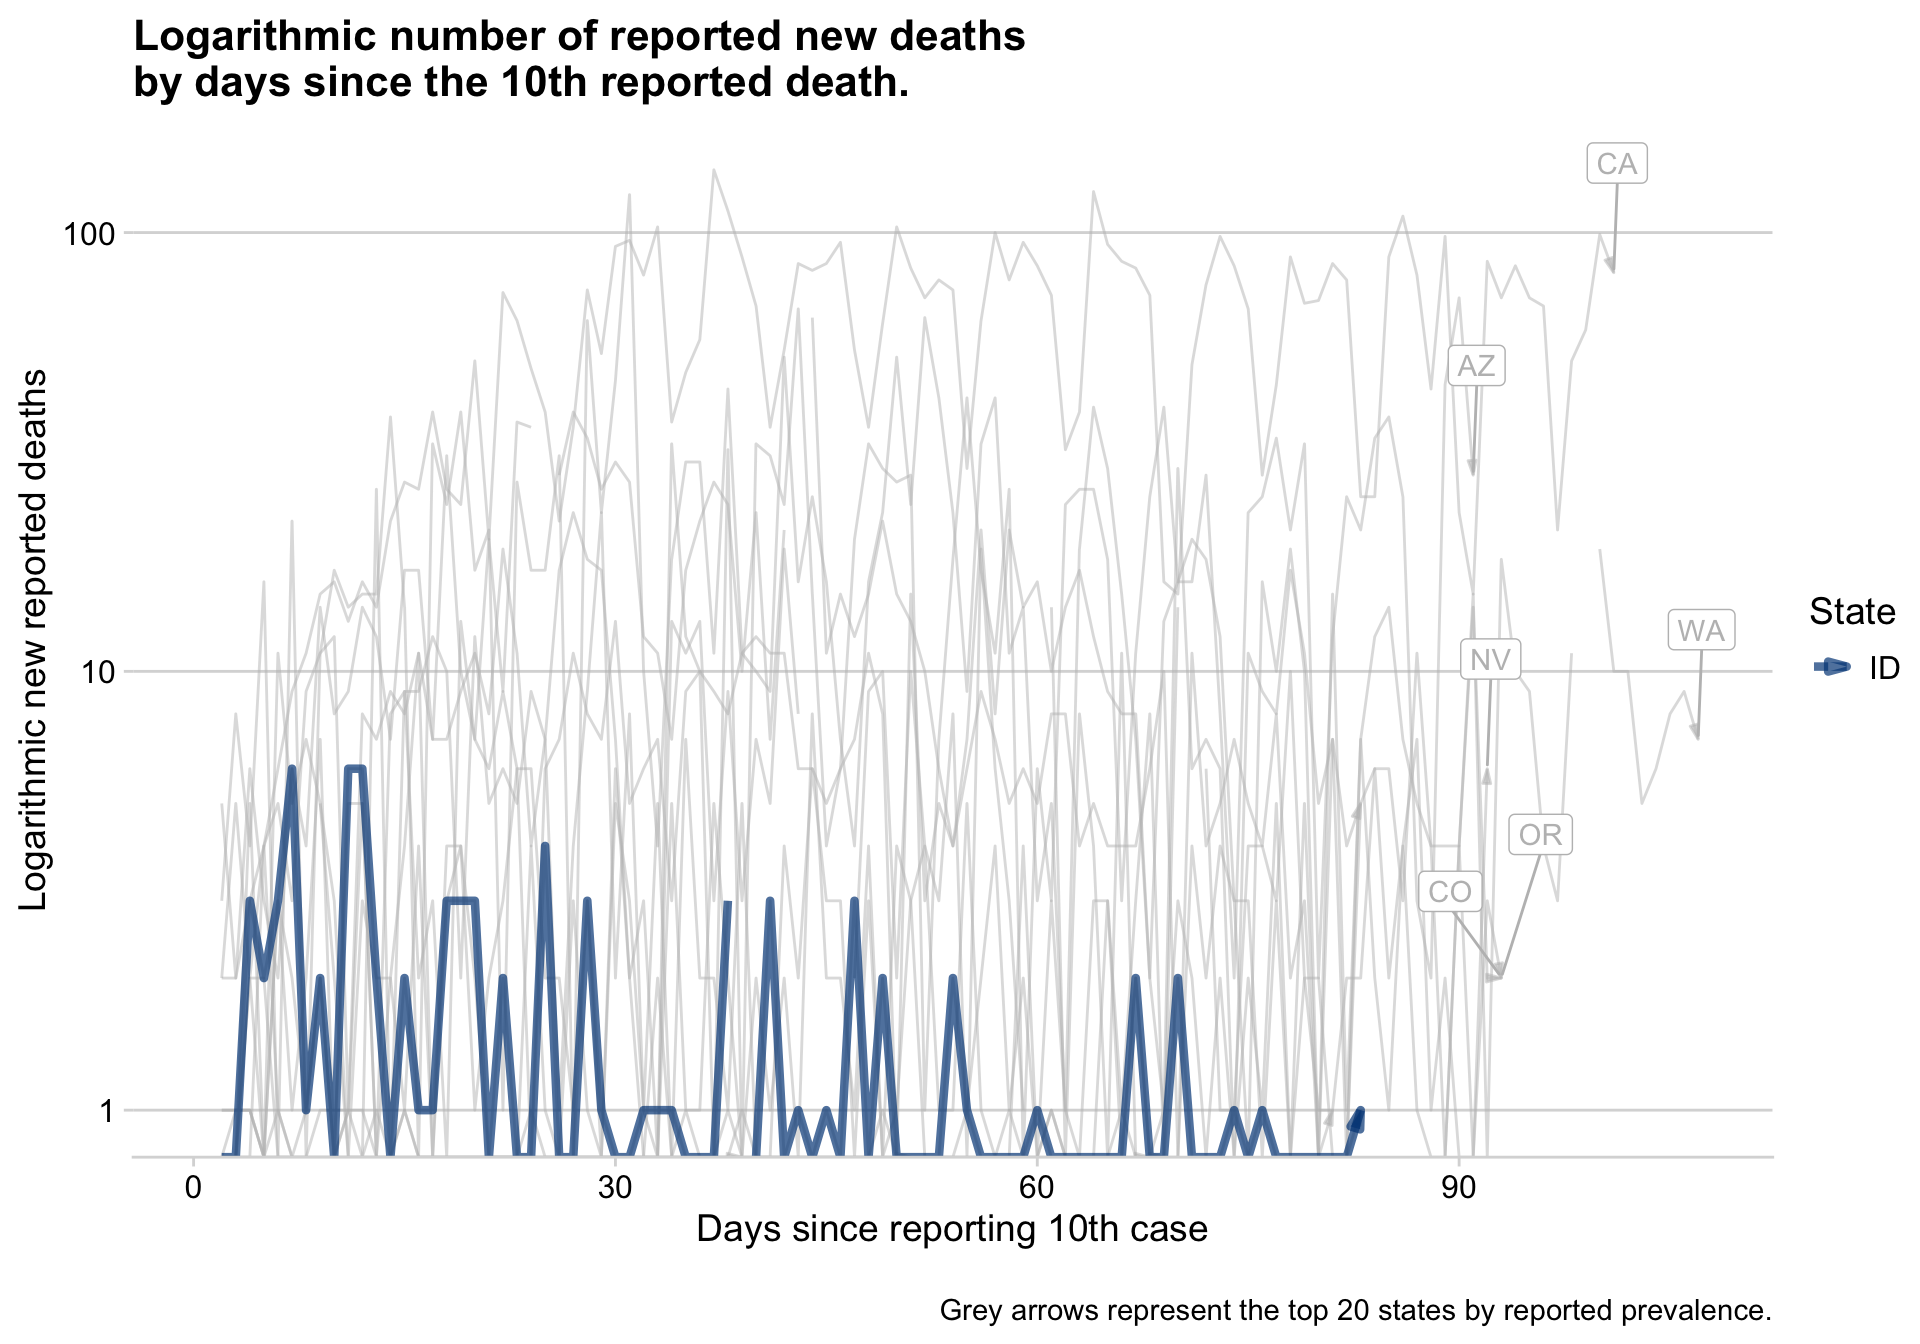 Logarithmic number of reported new deaths
by days since the 10th reported death.
Logarithmic new reported deaths
100
10
1
CA
AZ
WA
NV
OR
CO
State
ID
0
30
60
90
Days since reporting 10th case
Grey arrows represent the top 20 states by reported prevalence.